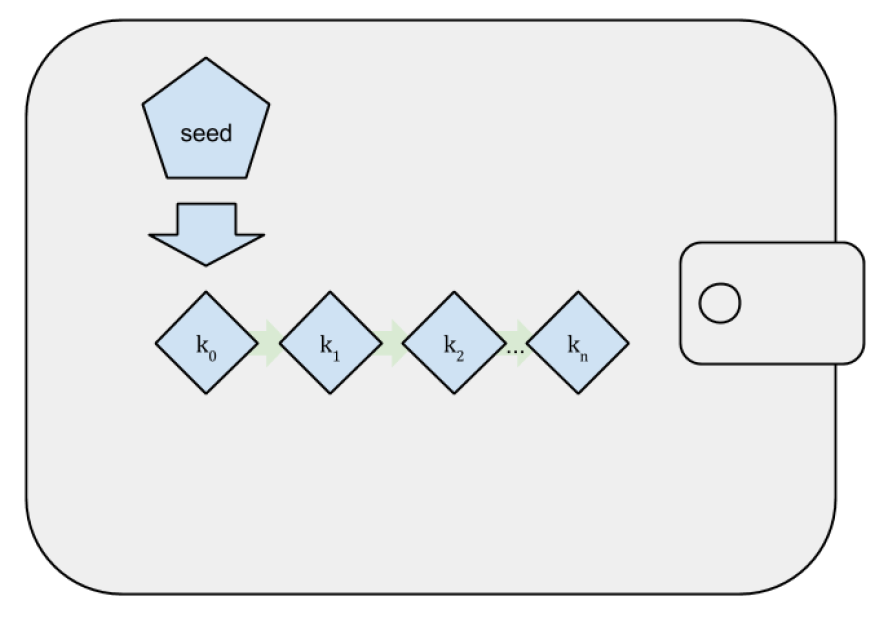 seed
k₀ k₁ k₂ ... kₙ